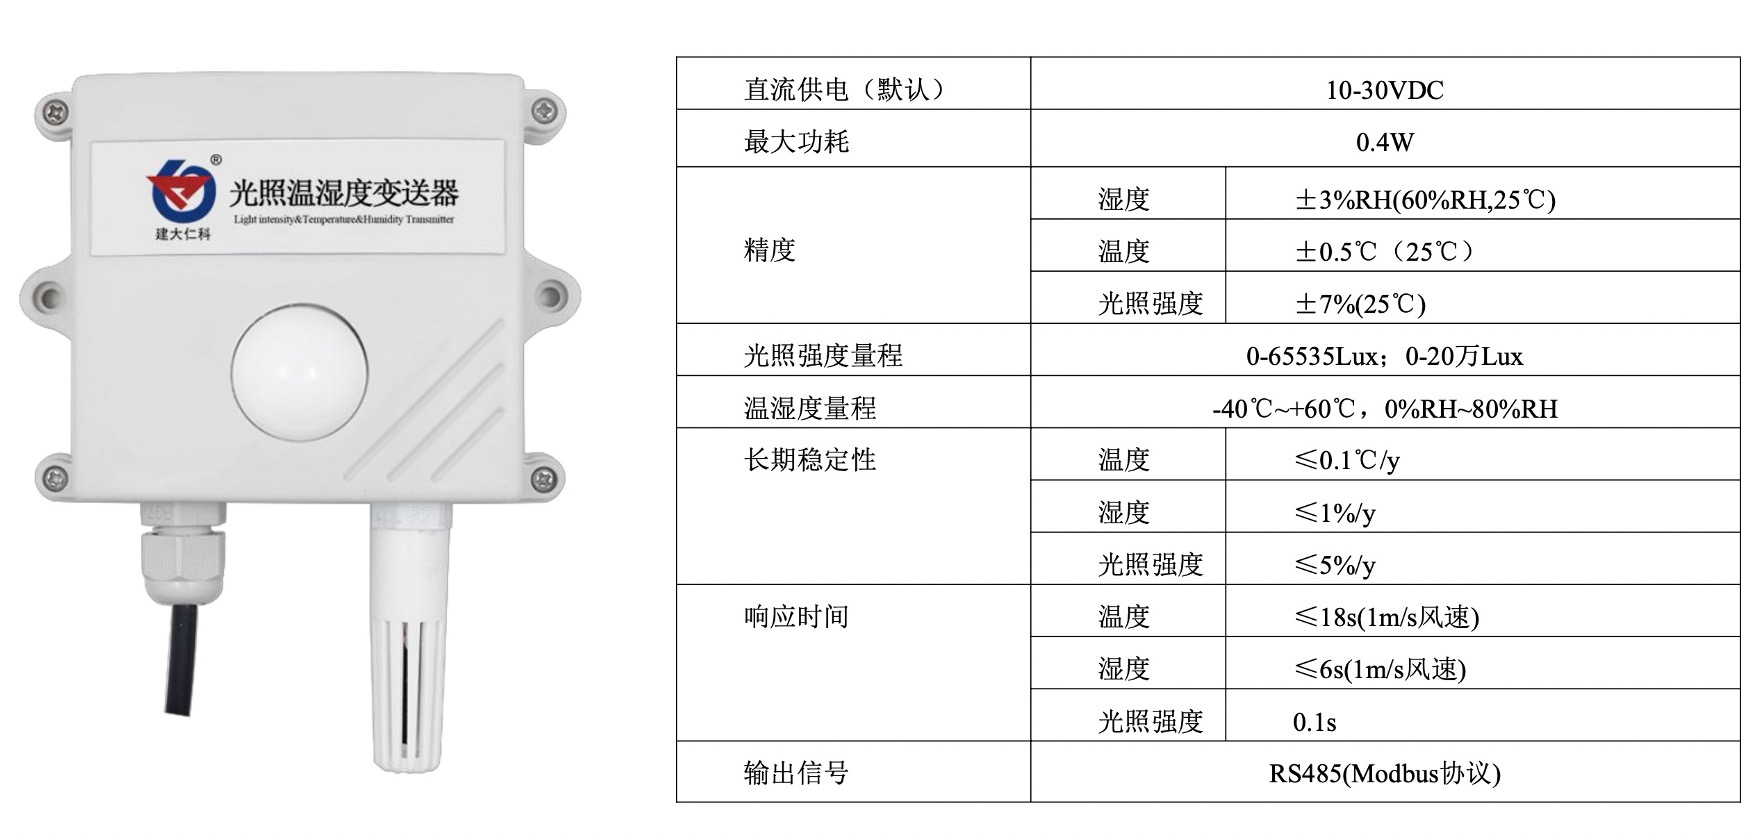 ®
光照温湿度变送器
Light intensity&Temperature&Humidity Transmitter
建大仁科
直流供电（默认） 10-30VDC
最大功耗 0.4W
精度 湿度 ±3%RH(60%RH,25℃)
温度 ±0.5℃（25℃）
光照强度 ±7%(25℃)
光照强度量程 0-65535Lux；0-20万Lux
温湿度量程 -40℃~+60℃，0%RH~80%RH
长期稳定性 温度 ≤0.1℃/y
湿度 ≤1%/y
光照强度 ≤5%/y
响应时间 温度 ≤18s(1m/s风速)
湿度 ≤6s(1m/s风速)
光照强度 0.1s
输出信号 RS485(Modbus协议)